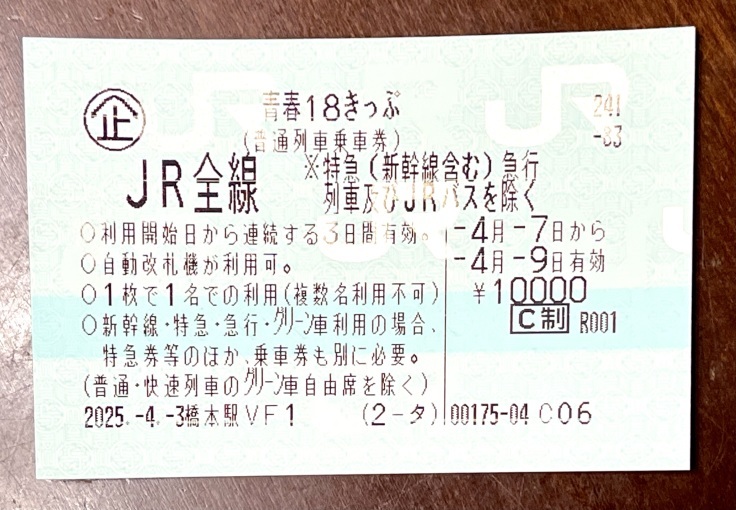 企 青春18きっぷ 241
(普通列車乗車券) -83
JR全線 ※特急(新幹線含む)急行
列車及びJRバスを除く
○利用開始日から連続する3日間有効。 -4月-7日から
○自動改札機が利用可。 -4月-9日有効
○1枚で1名での利用(複数名利用不可) ¥10000
○新幹線・特急・急行・グリーン車利用の場合、 C制 R001
特急券等のほか、乗車券も別に必要。
(普通・快速列車のグリーン車自由席を除く)
2025.-4.-3橋本駅VF1 (2-タ) 00175-04 C06